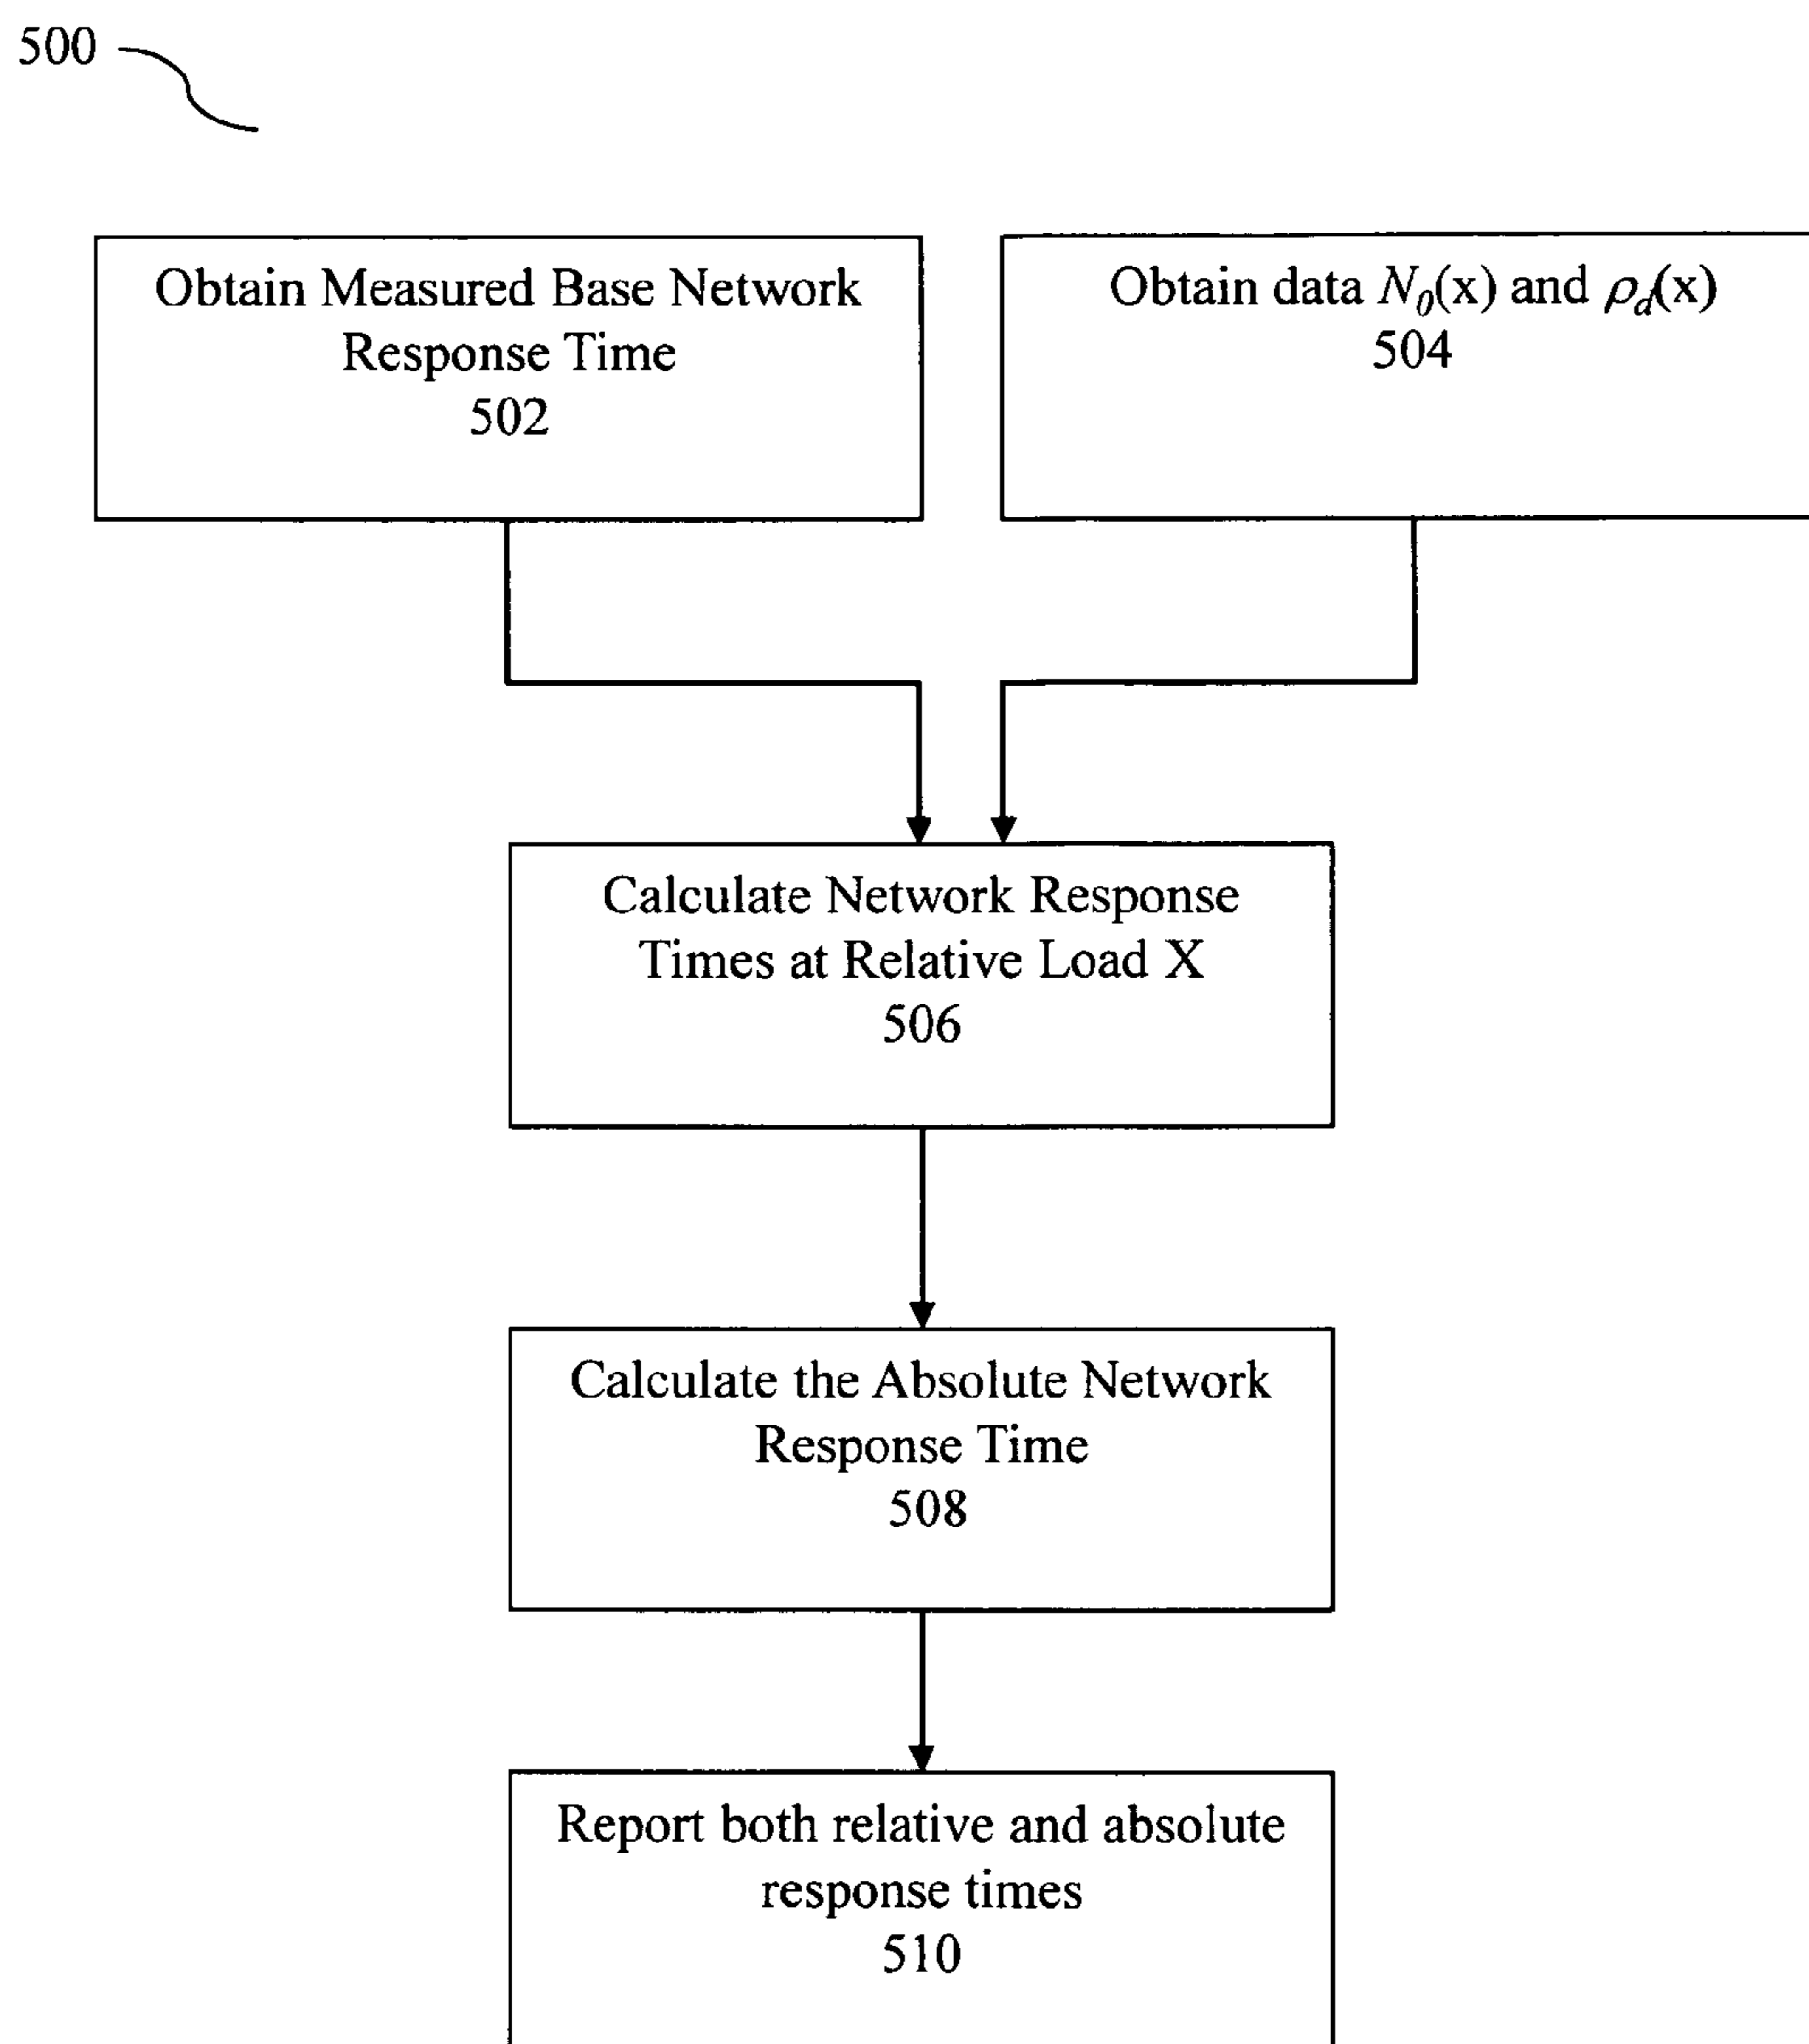 500
Obtain Measured Base Network
Response Time
502
Obtain data N₀(x) and ρd(x)
504
Calculate Network Response
Times at Relative Load X
506
Calculate the Absolute Network
Response Time
508
Report both relative and absolute
response times
510